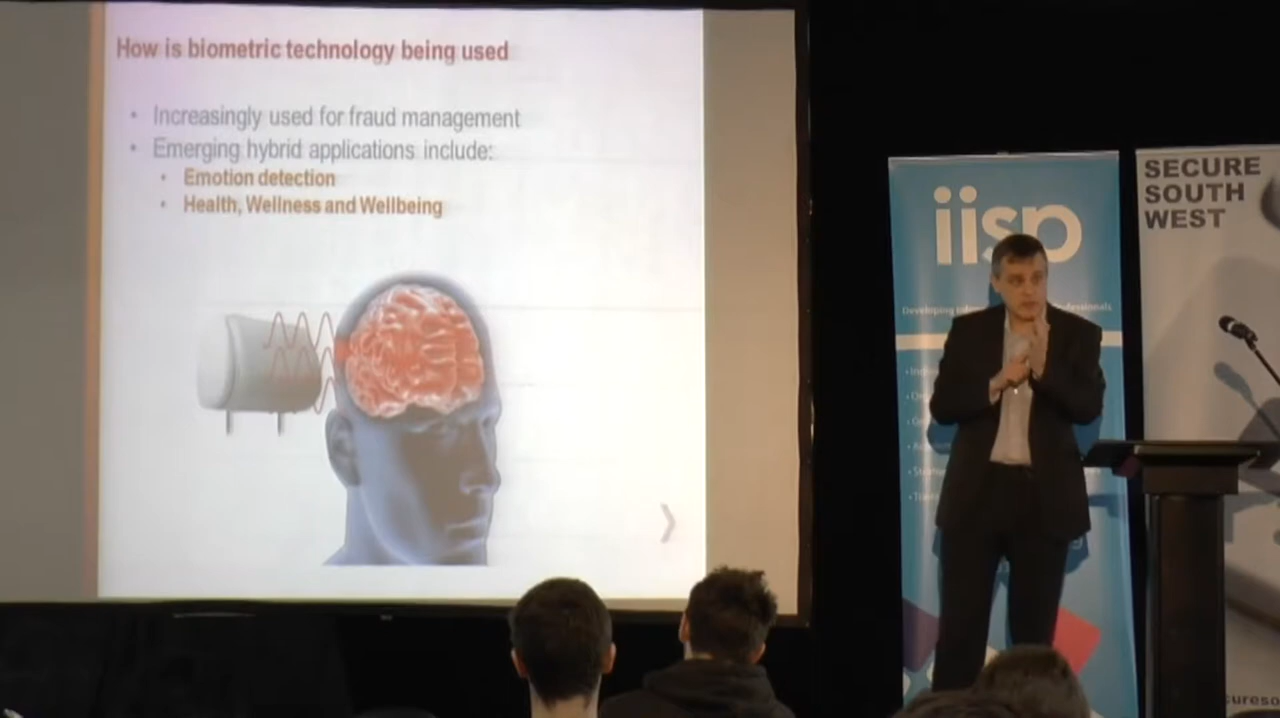 How is biometric technology being used
• Increasingly used for fraud management
• Emerging hybrid applications include:
• Emotion detection
• Health, Wellness and Wellbeing
iisp
Developing
SECURE
SOUTH
WEST